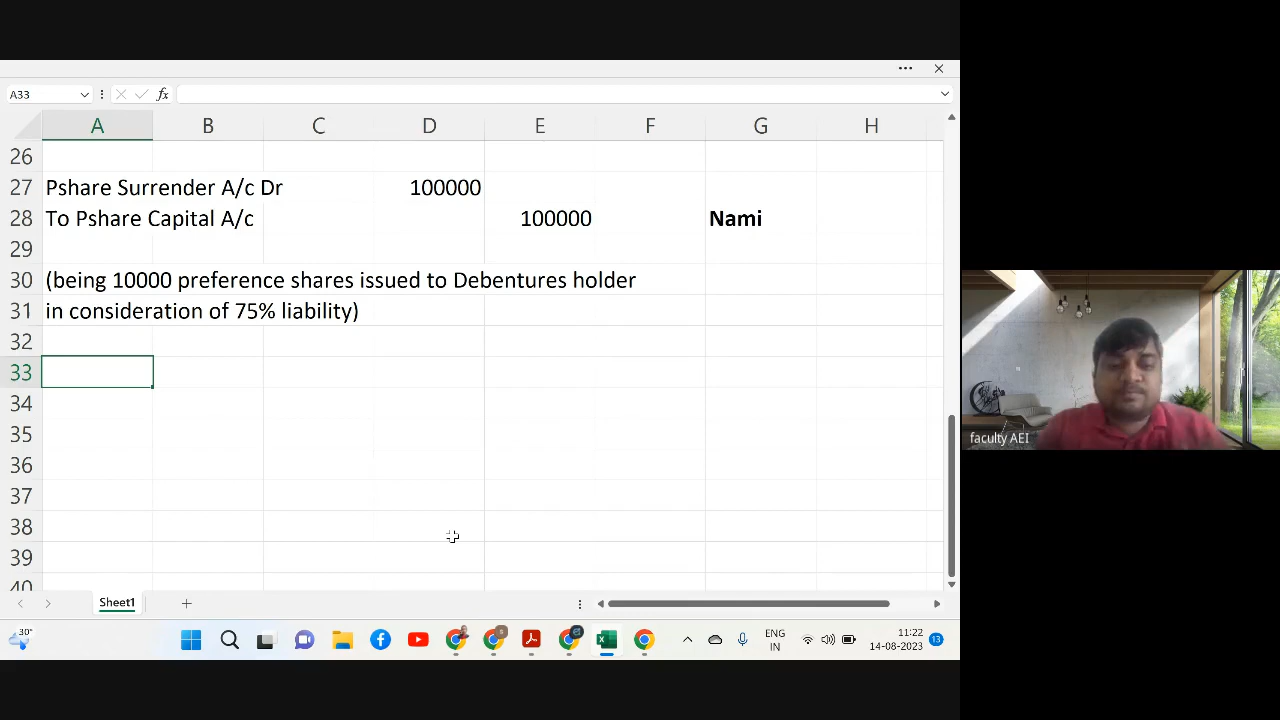 A33
fx
A B C D E F G H
26
27 Pshare Surrender A/c Dr 100000
28 To Pshare Capital A/c 100000 Nami
29
30 (being 10000 preference shares issued to Debentures holder
31 in consideration of 75% liability)
32
33
34
35
36
37
38
39
40
faculty AEI
Sheet1
30°
ENG
IN
11:22
14-08-2023
13